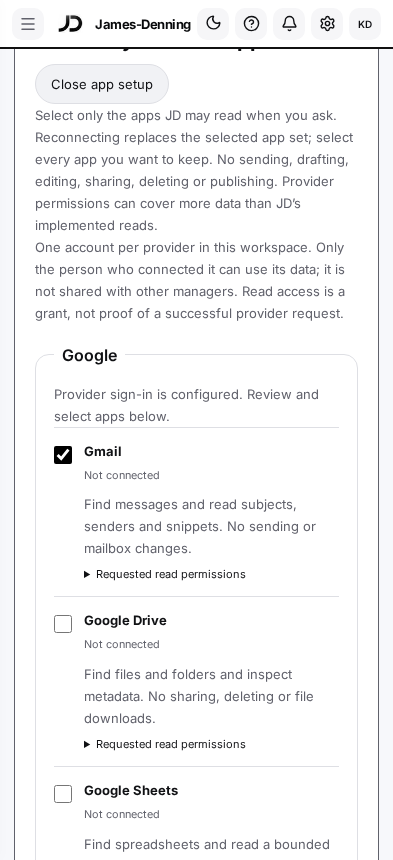 JD James-Denning KD
Close app setup
Select only the apps JD may read when you ask.
Reconnecting replaces the selected app set; select
every app you want to keep. No sending, drafting,
editing, sharing, deleting or publishing. Provider
permissions can cover more data than JD’s
implemented reads.
One account per provider in this workspace. Only
the person who connected it can use its data; it is
not shared with other managers. Read access is a
grant, not proof of a successful provider request.
Google
Provider sign-in is configured. Review and
select apps below.
Gmail
Not connected
Find messages and read subjects,
senders and snippets. No sending or
mailbox changes.
Requested read permissions
Google Drive
Not connected
Find files and folders and inspect
metadata. No sharing, deleting or file
downloads.
Requested read permissions
Google Sheets
Not connected
Find spreadsheets and read a bounded